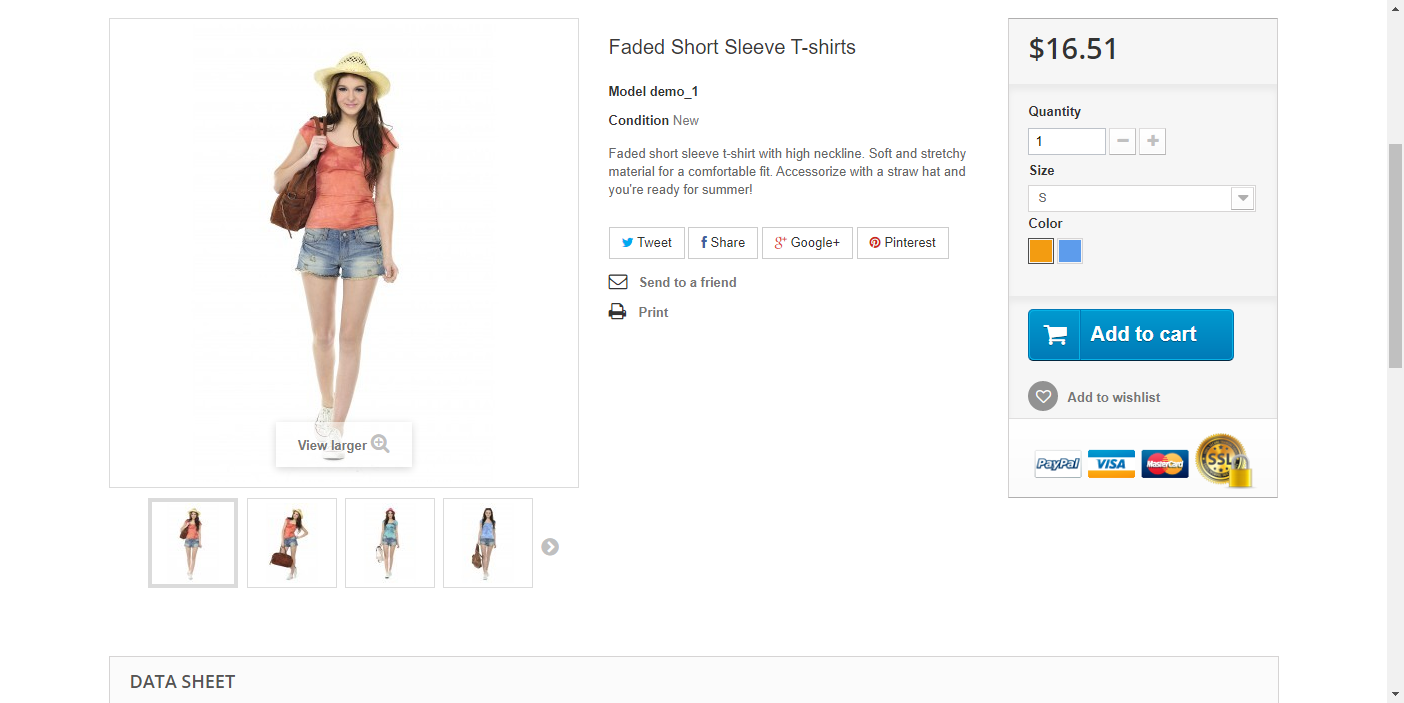 Faded Short Sleeve T-shirts
Model demo_1
Condition New
Faded short sleeve t-shirt with high neckline. Soft and stretchy
material for a comfortable fit. Accessorize with a straw hat and
you're ready for summer!
Tweet
Share
Google+
Pinterest
Send to a friend
Print
View larger
$16.51
Quantity
1
Size
S
Color
Add to cart
Add to wishlist
PayPal
VISA
MasterCard
SSL
DATA SHEET